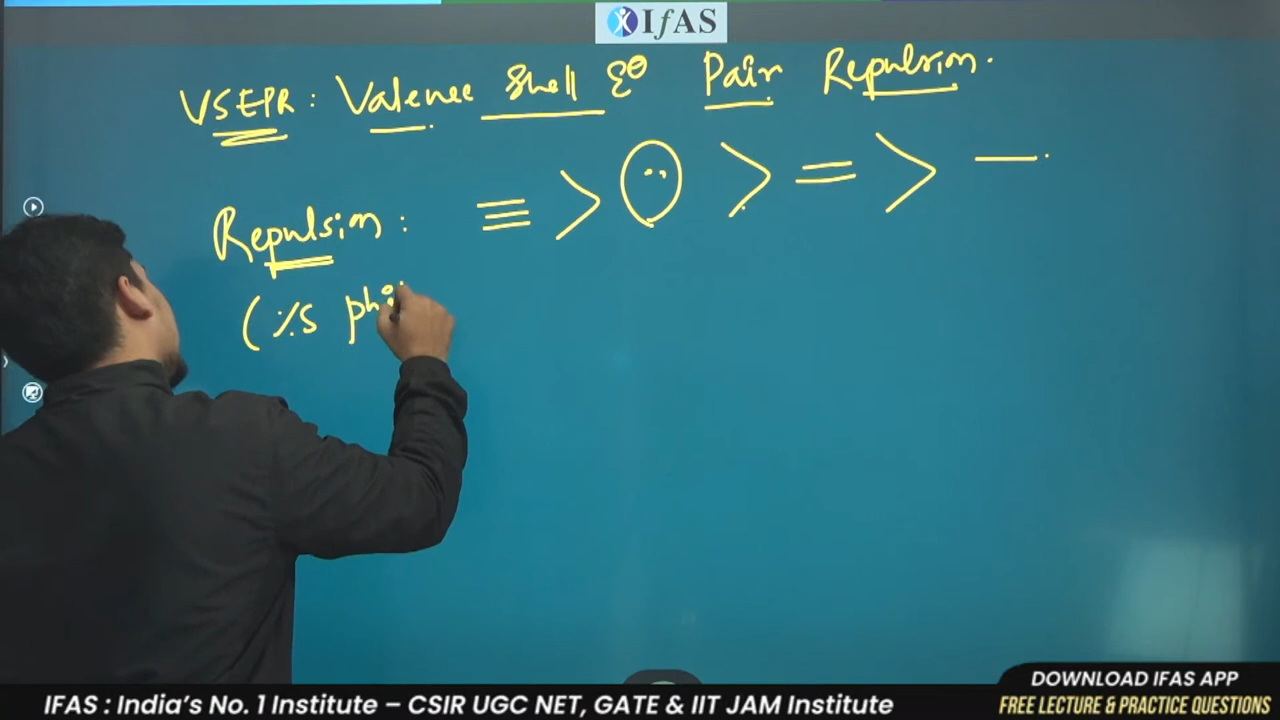 IfAS
VSEPR : Valence Shell e⊖ Pair Repulsion.
Repulsion : ≡ > : > = > —
(%s phi
DOWNLOAD IFAS APP
FREE LECTURE & PRACTICE QUESTIONS
IFAS : India's No. 1 Institute – CSIR UGC NET, GATE & IIT JAM Institute